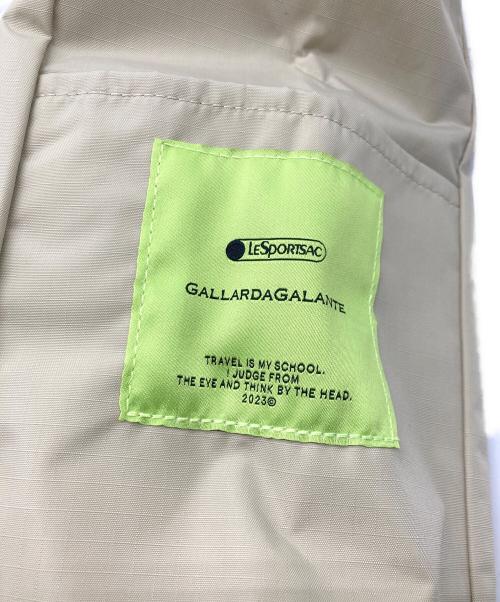 LESPORTSAC
GALLARDAGALANTE
TRAVEL IS MY SCHOOL.
I JUDGE FROM
THE EYE AND THINK BY THE HEAD.
2023©